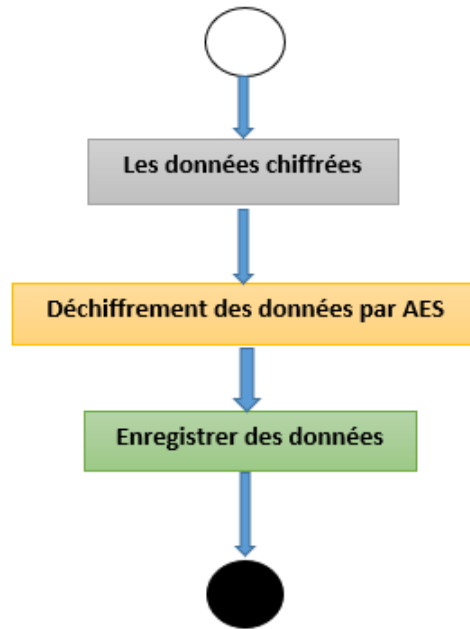 Les données chiffrées
Déchiffrement des données par AES
Enregistrer des données